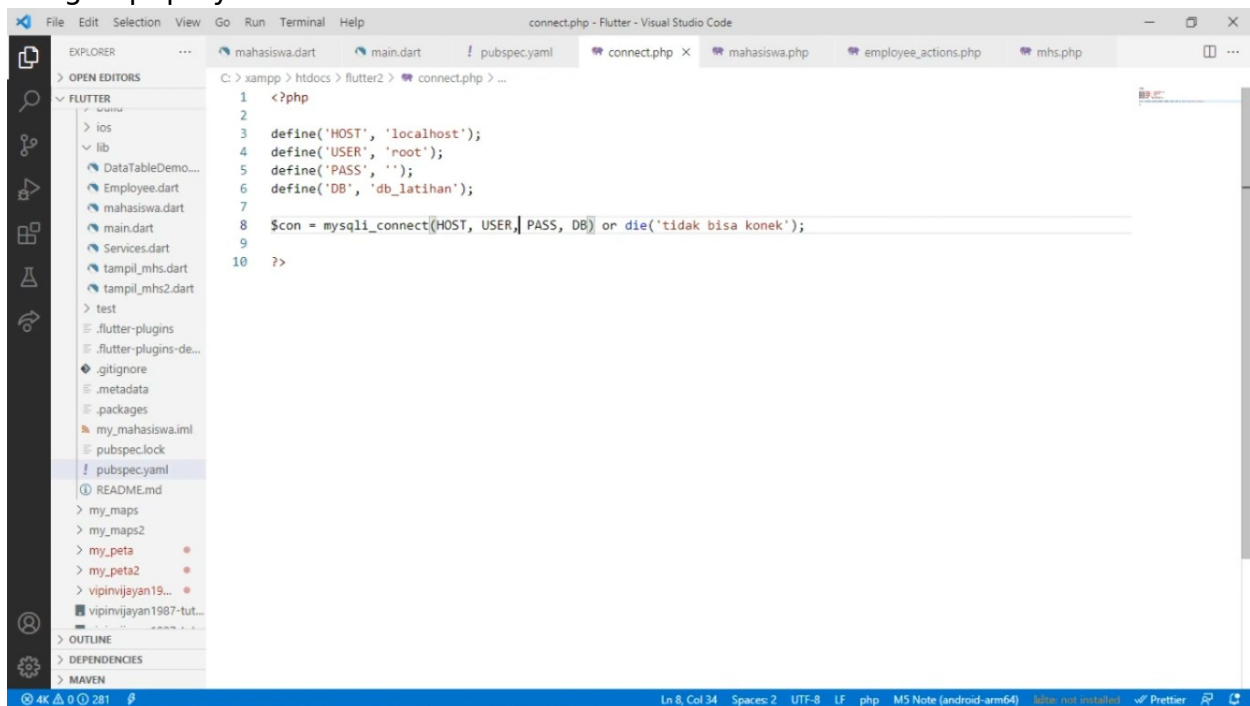 File Edit Selection View Go Run Terminal Help connect.php - Flutter - Visual Studio Code
EXPLORER ... mahasiswa.dart main.dart ! pubspec.yaml connect.php × mahasiswa.php employee_actions.php mhs.php ...
> OPEN EDITORS
C: > xampp > htdocs > flutter2 > connect.php > ...
FLUTTER
> ios
lib
DataTableDemo....
Employee.dart
mahasiswa.dart
main.dart
Services.dart
tampil_mhs.dart
tampil_mhs2.dart
> test
.flutter-plugins
.flutter-plugins-de...
.gitignore
.metadata
.packages
my_mahasiswa.iml
pubspec.lock
! pubspec.yaml
README.md
> my_maps
> my_maps2
> my_peta
> my_peta2
> vipinvijayan19...
vipinvijayan1987-tut...
> OUTLINE
> DEPENDENCIES
> MAVEN
1 <?php
2
3 define('HOST', 'localhost');
4 define('USER', 'root');
5 define('PASS', '');
6 define('DB', 'db_latihan');
7
8 $con = mysqli_connect(HOST, USER, PASS, DB) or die('tidak bisa konek');
9
10 ?>
4K 0 281 Ln 8, Col 34 Spaces: 2 UTF-8 LF php M5 Note (android-arm64) not installed Prettier